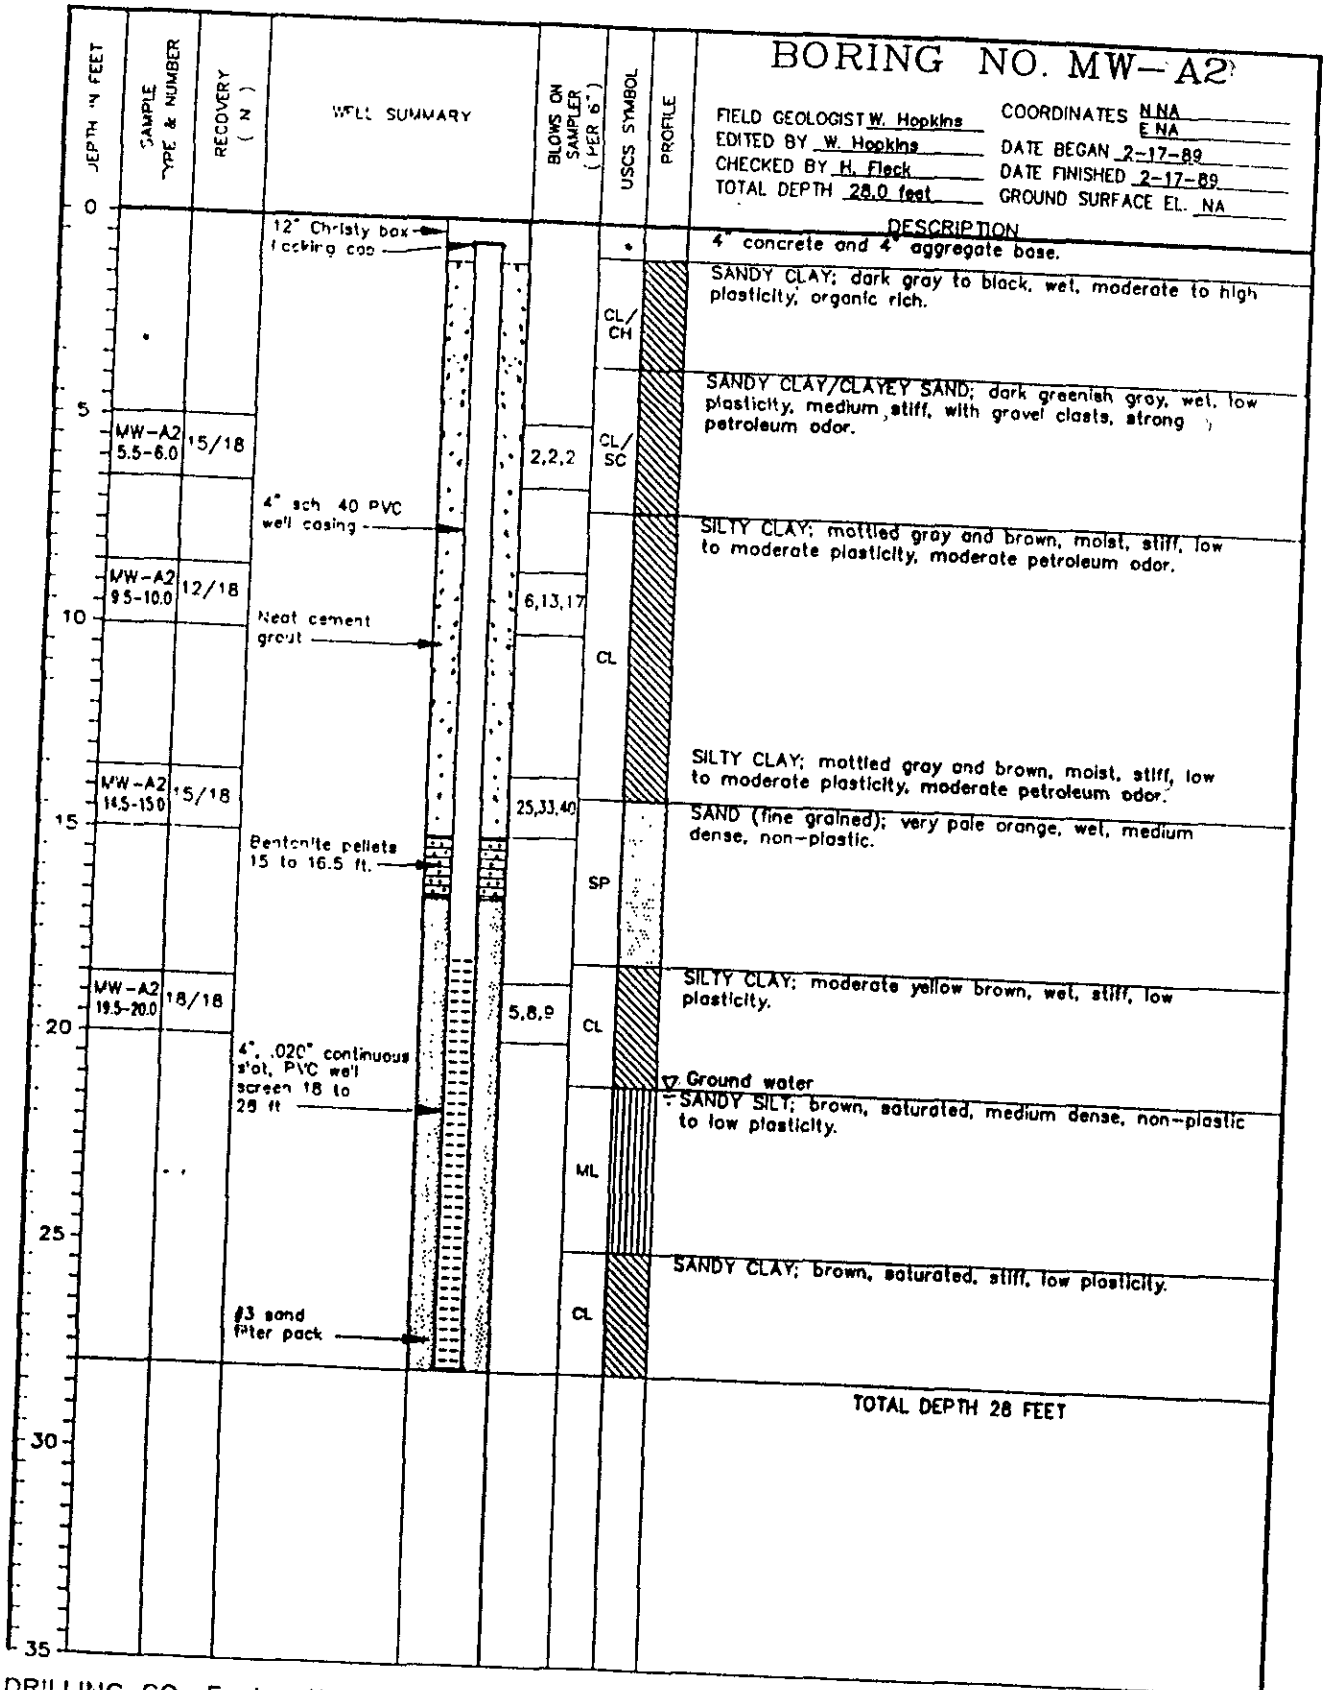 BORING NO. MW-A2
FIELD GEOLOGIST W. Hopkins
EDITED BY W. Hopkins
CHECKED BY H. Fleck
TOTAL DEPTH 28.0 feet
COORDINATES N NA
E NA
DATE BEGAN 2-17-89
DATE FINISHED 2-17-89
GROUND SURFACE EL. NA
DEPTH IN FEET
SAMPLE
TYPE & NUMBER
RECOVERY
( N )
WELL SUMMARY
BLOWS ON
SAMPLER
( PER 6" )
USCS SYMBOL
PROFILE
DESCRIPTION
0
12" Christy box
locking cap
4" concrete and 4" aggregate base.
SANDY CLAY; dark gray to black, wet, moderate to high
plasticity, organic rich.
CL/
CH
SANDY CLAY/CLAYEY SAND; dark greenish gray, wet, low
plasticity, medium stiff, with gravel clasts, strong
petroleum odor.
5
MW-A2
5.5-6.0
15/18
2,2,2
CL/
SC
4" sch 40 PVC
well casing
SILTY CLAY; mottled gray and brown, moist, stiff, low
to moderate plasticity, moderate petroleum odor.
MW-A2
9.5-10.0
12/18
6,13,17
10
Neat cement
grout
CL
SILTY CLAY; mottled gray and brown, moist, stiff, low
to moderate plasticity, moderate petroleum odor.
MW-A2
14.5-15.0
15/18
25,33,40
15
SAND (fine grained); very pale orange, wet, medium
dense, non-plastic.
Bentonite pellets
15 to 16.5 ft.
SP
SILTY CLAY; moderate yellow brown, wet, stiff, low
plasticity.
MW-A2
19.5-20.0
18/18
5,8,9
CL
20
4", .020" continuous
slot, PVC well
screen 18 to
28 ft
Ground water
SANDY SILT; brown, saturated, medium dense, non-plastic
to low plasticity.
ML
25
SANDY CLAY; brown, saturated, stiff, low plasticity.
CL
#3 sand
filter pack
TOTAL DEPTH 28 FEET
30
35